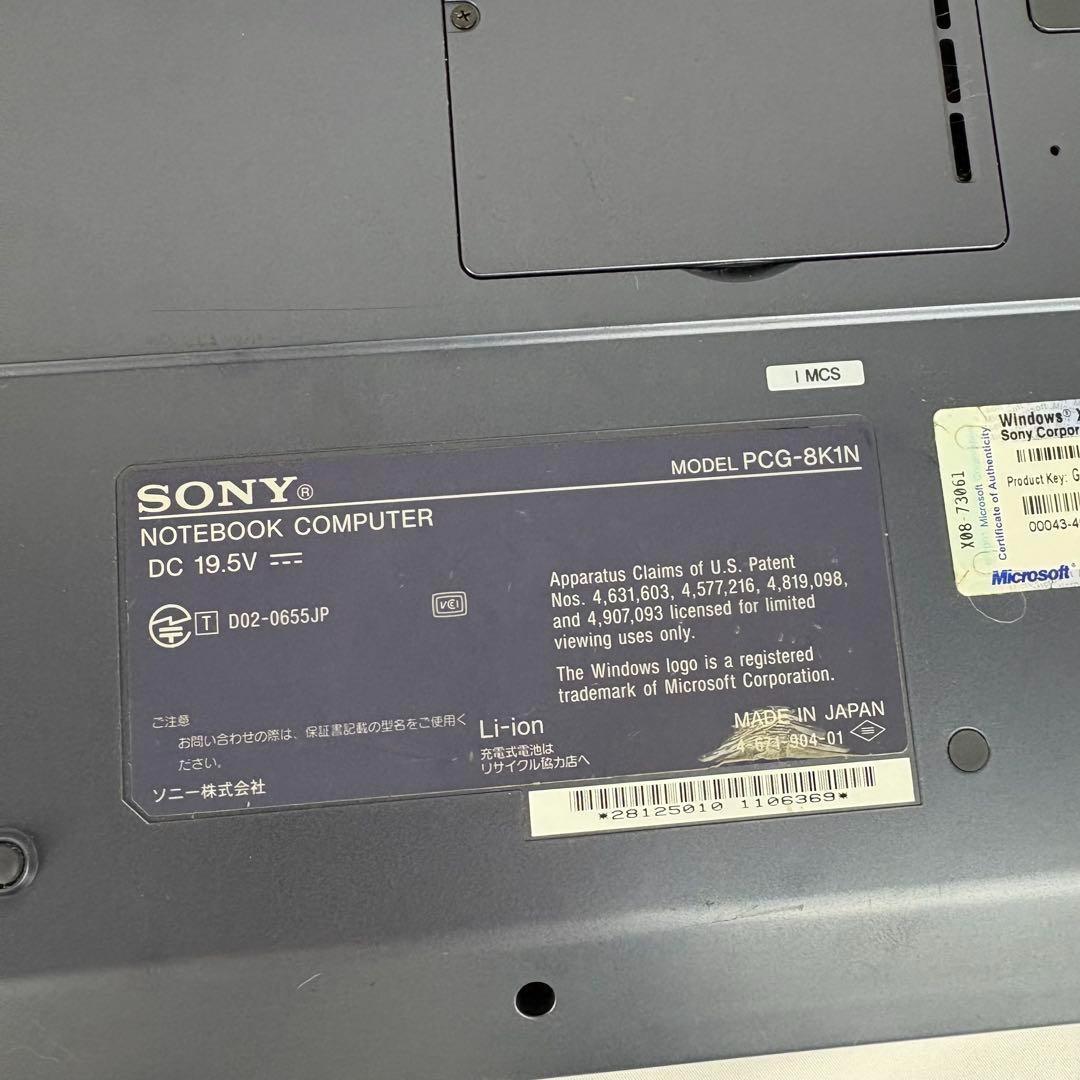 I MCS
SONY®
MODEL PCG-8K1N
NOTEBOOK COMPUTER
DC 19.5V
T D02-0655JP
VCI
Apparatus Claims of U.S. Patent
Nos. 4,631,603, 4,577,216, 4,819,098,
and 4,907,093 licensed for limited
viewing uses only.
The Windows logo is a registered
trademark of Microsoft Corporation.
ご注意
お問い合わせの際は、保証書記載の型名をご使用く
ださい。
ソニー株式会社
Li-ion
充電式電池は
リサイクル協力店へ
MADE IN JAPAN
4-671-904-01
*28125010 1106369*
Windows®
Sony Corpor
Product Key: G
00043-4
Microsoft®
X08-73061
Certificate of Authenticity